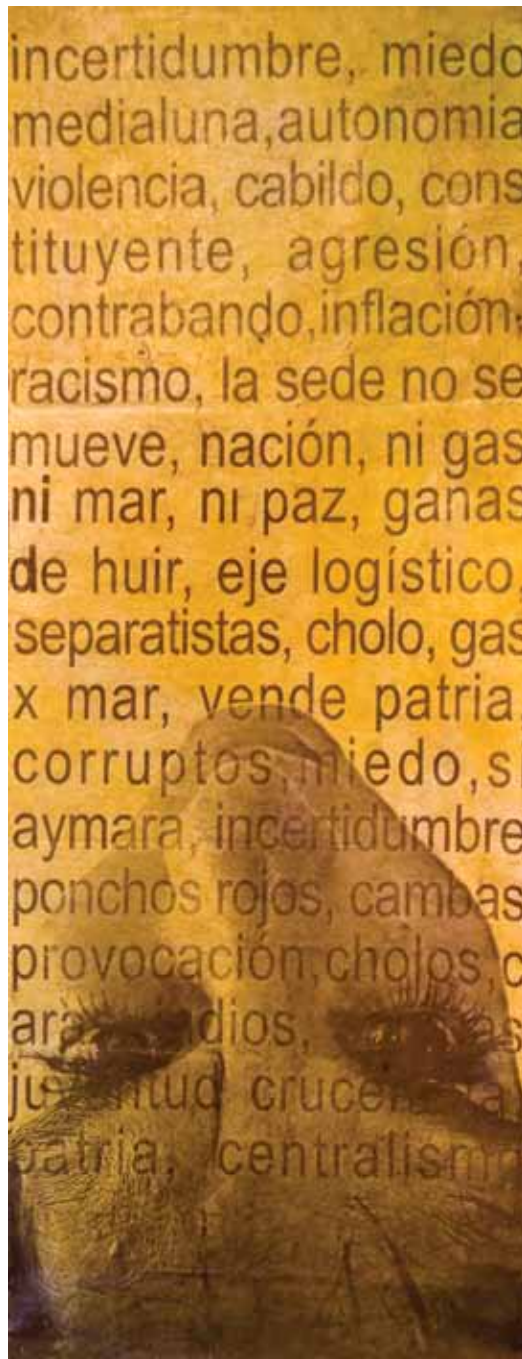 incertidumbre, miedo
medialuna,autonomia
violencia, cabildo, cons
tituyente, agresión,
contrabando,inflación,
racismo, la sede no se
mueve, nación, ni gas
ni mar, ni paz, ganas
de huir, eje logístico,
separatistas, cholo, gas
x mar, vende patria
corruptos,miedo,si
aymara, incertidumbre
ponchos rojos, cambas
provocación,cholos,c
patria, centralismo